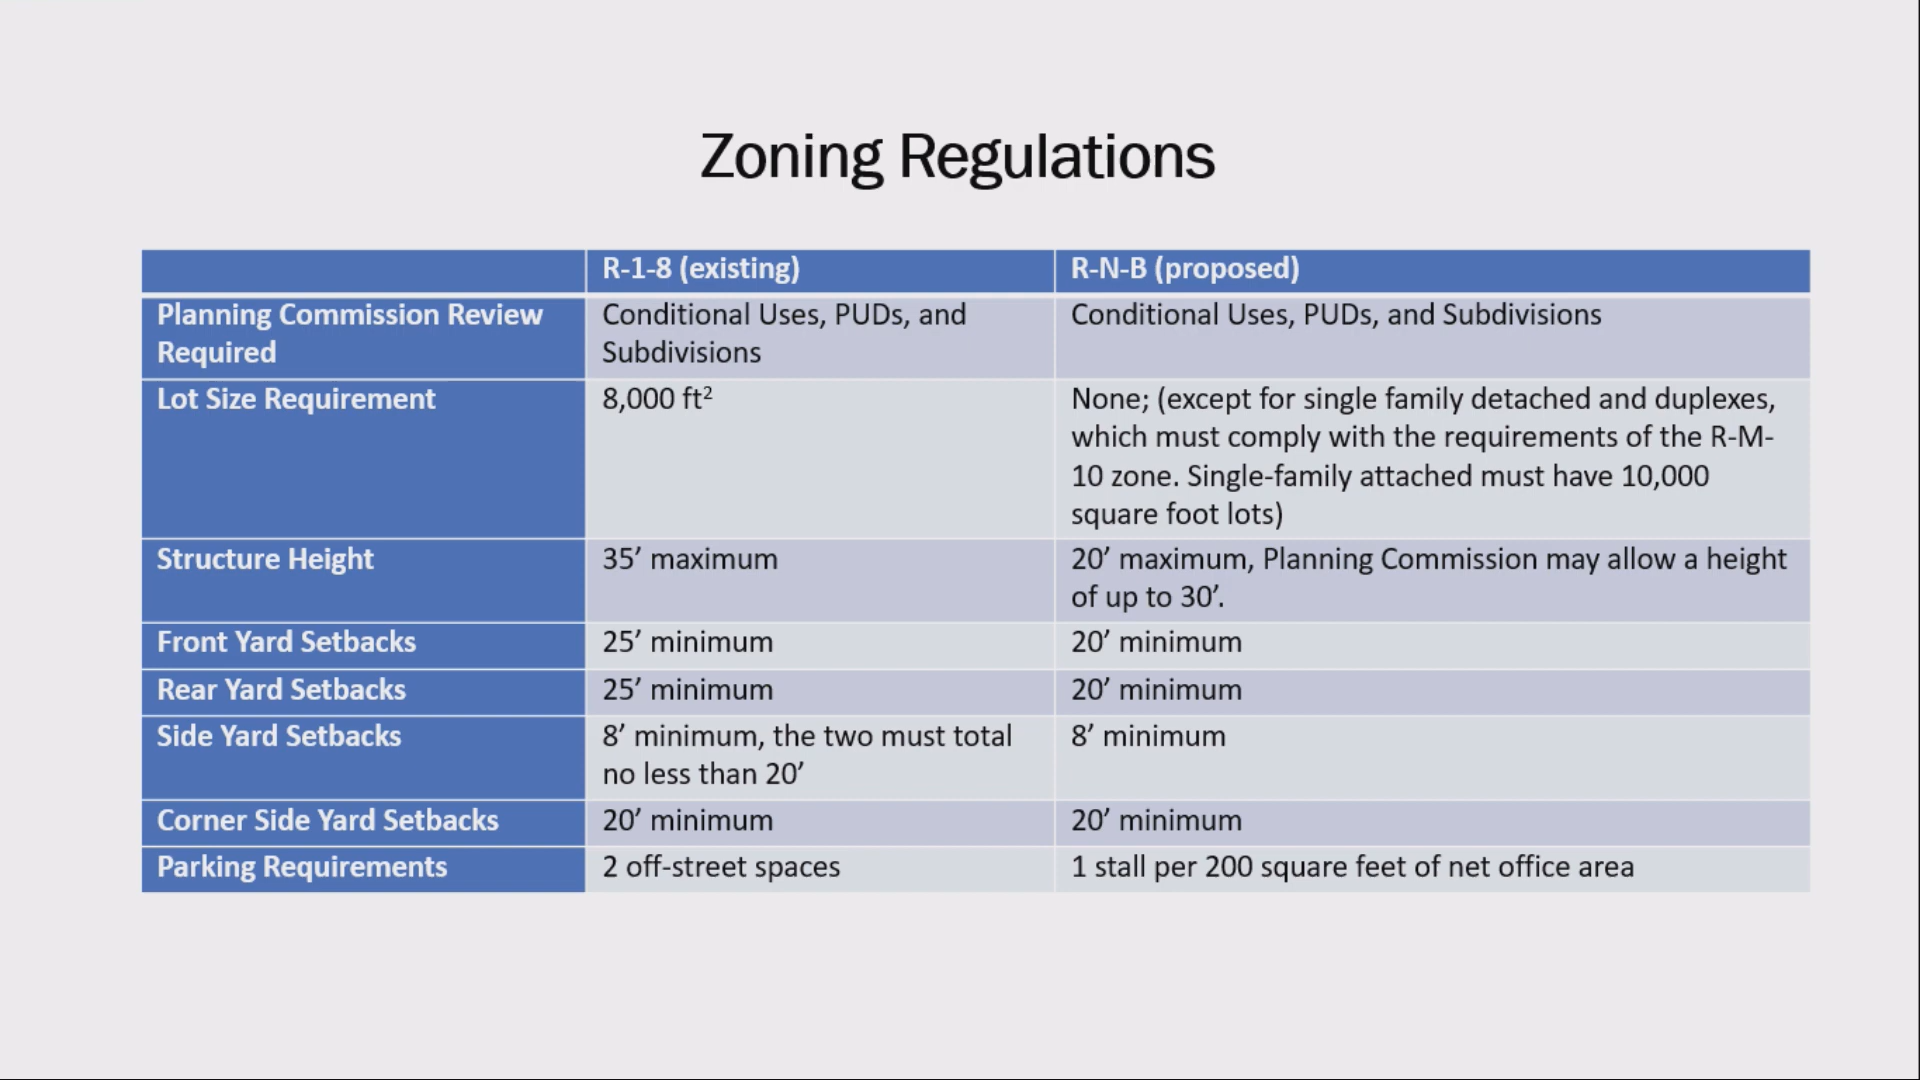 Zoning Regulations
R-1-8 (existing)
R-N-B (proposed)
Planning Commission Review
Required
Conditional Uses, PUDs, and
Subdivisions
Conditional Uses, PUDs, and Subdivisions
Lot Size Requirement
8,000 ft²
None; (except for single family detached and duplexes,
which must comply with the requirements of the R-M-
10 zone. Single-family attached must have 10,000
square foot lots)
Structure Height
35’ maximum
20’ maximum, Planning Commission may allow a height
of up to 30’.
Front Yard Setbacks
25’ minimum
20’ minimum
Rear Yard Setbacks
25’ minimum
20’ minimum
Side Yard Setbacks
8’ minimum, the two must total
no less than 20’
8’ minimum
Corner Side Yard Setbacks
20’ minimum
20’ minimum
Parking Requirements
2 off-street spaces
1 stall per 200 square feet of net office area